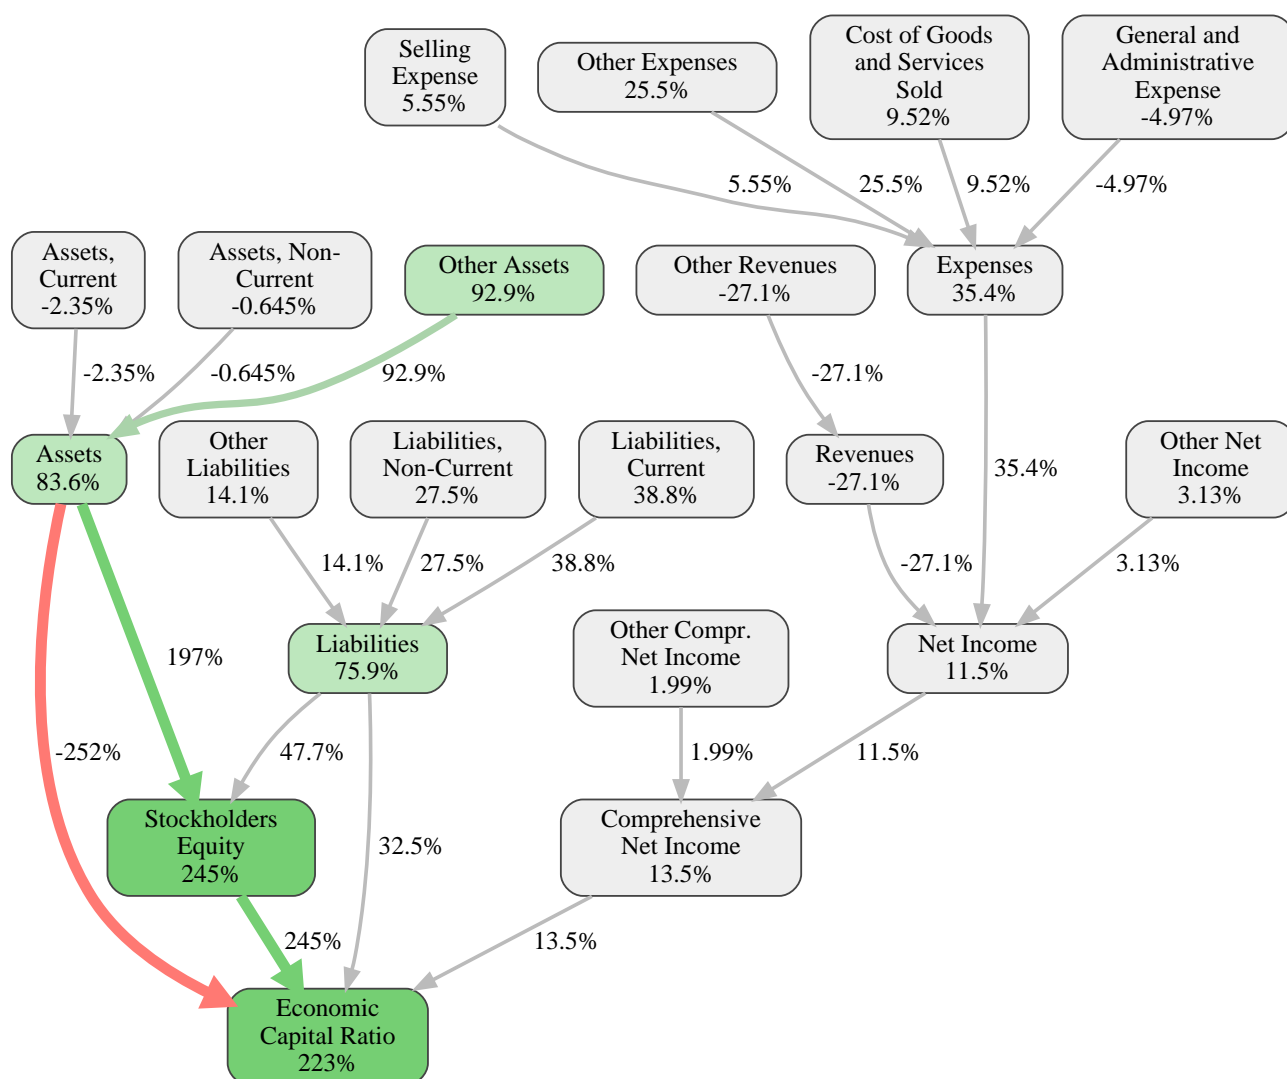 Selling
Expense
5.55%
Other Expenses
25.5%
Cost of Goods
and Services
Sold
9.52%
General and
Administrative
Expense
-4.97%
5.55%
25.5%
9.52%
-4.97%
Assets,
Current
-2.35%
Assets, Non-
Current
-0.645%
Other Assets
92.9%
Other Revenues
-27.1%
Expenses
35.4%
-2.35%
-0.645%
92.9%
-27.1%
Assets
83.6%
Other
Liabilities
14.1%
Liabilities,
Non-Current
27.5%
Liabilities,
Current
38.8%
Revenues
-27.1%
35.4%
Other Net
Income
3.13%
14.1%
27.5%
38.8%
-27.1%
3.13%
197%
Liabilities
75.9%
Other Compr.
Net Income
1.99%
Net Income
11.5%
-252%
47.7%
1.99%
11.5%
Stockholders
Equity
245%
32.5%
Comprehensive
Net Income
13.5%
245%
13.5%
Economic
Capital Ratio
223%